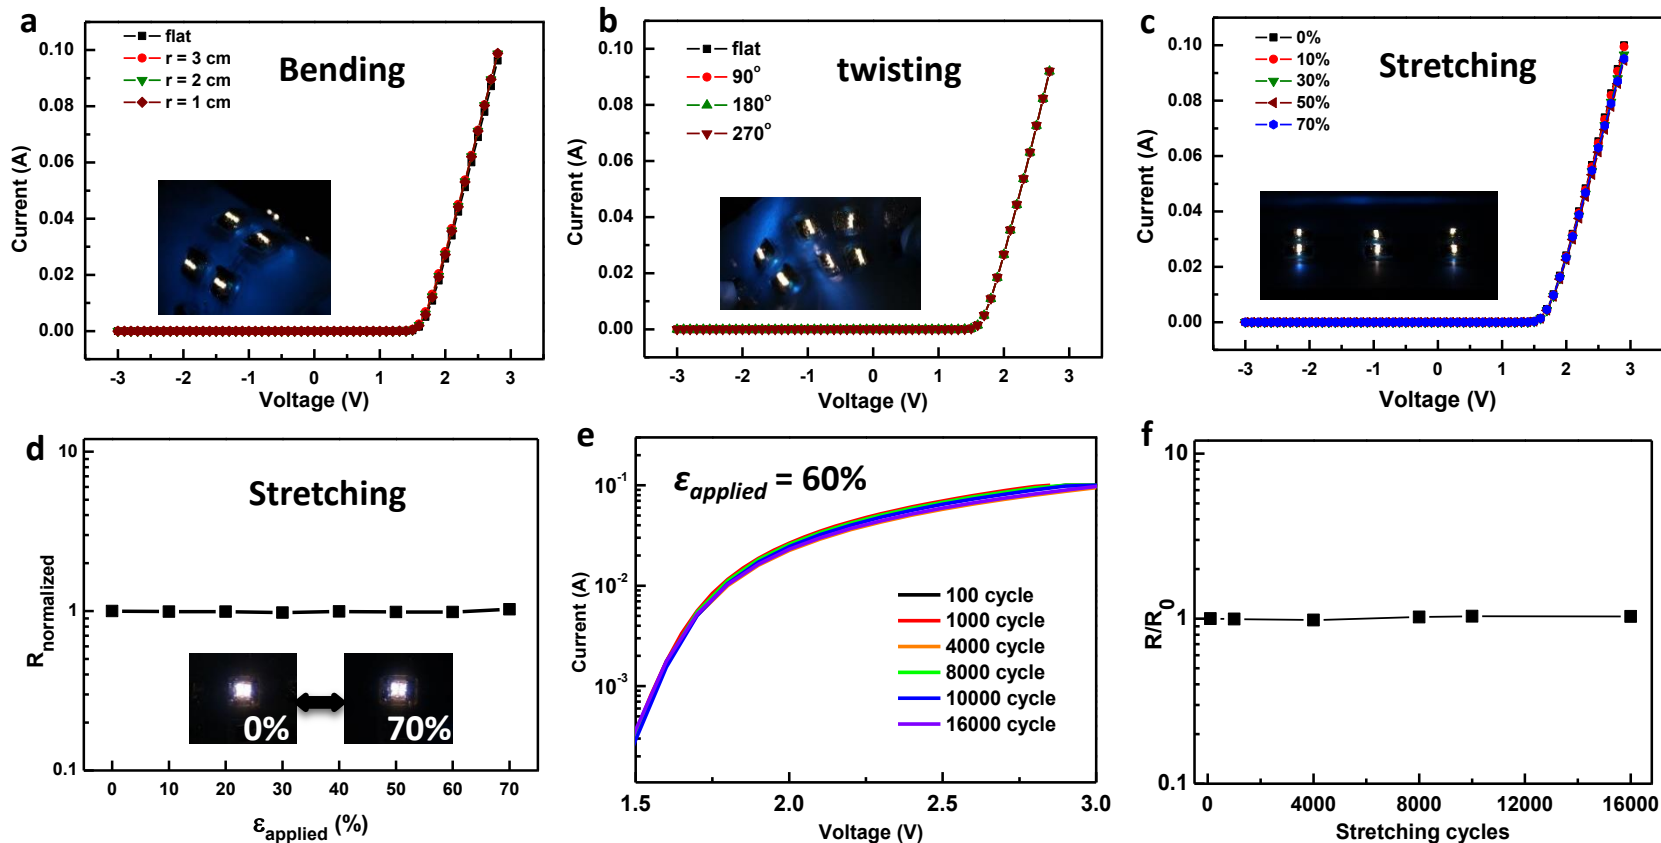 a
flat
r = 3 cm
r = 2 cm
r = 1 cm
Bending
0.10
0.08
0.06
0.04
0.02
0.00
Current (A)
-3 -2 -1 0 1 2 3
Voltage (V)
b
flat
90°
180°
270°
twisting
0.10
0.08
0.06
0.04
0.02
0.00
Current (A)
-3 -2 -1 0 1 2 3
Voltage (V)
c
0%
10%
30%
50%
70%
Stretching
0.10
0.08
0.06
0.04
0.02
0.00
Current (A)
-3 -2 -1 0 1 2 3
Voltage (V)
d
Stretching
10
1
0.1
Rnormalized
0% 70%
0 10 20 30 40 50 60 70
εapplied (%)
e
εapplied = 60%
10-1
10-2
10-3
Current (A)
100 cycle
1000 cycle
4000 cycle
8000 cycle
10000 cycle
16000 cycle
1.5 2.0 2.5 3.0
Voltage (V)
f
10
1
0.1
R/R0
0 4000 8000 12000 16000
Stretching cycles